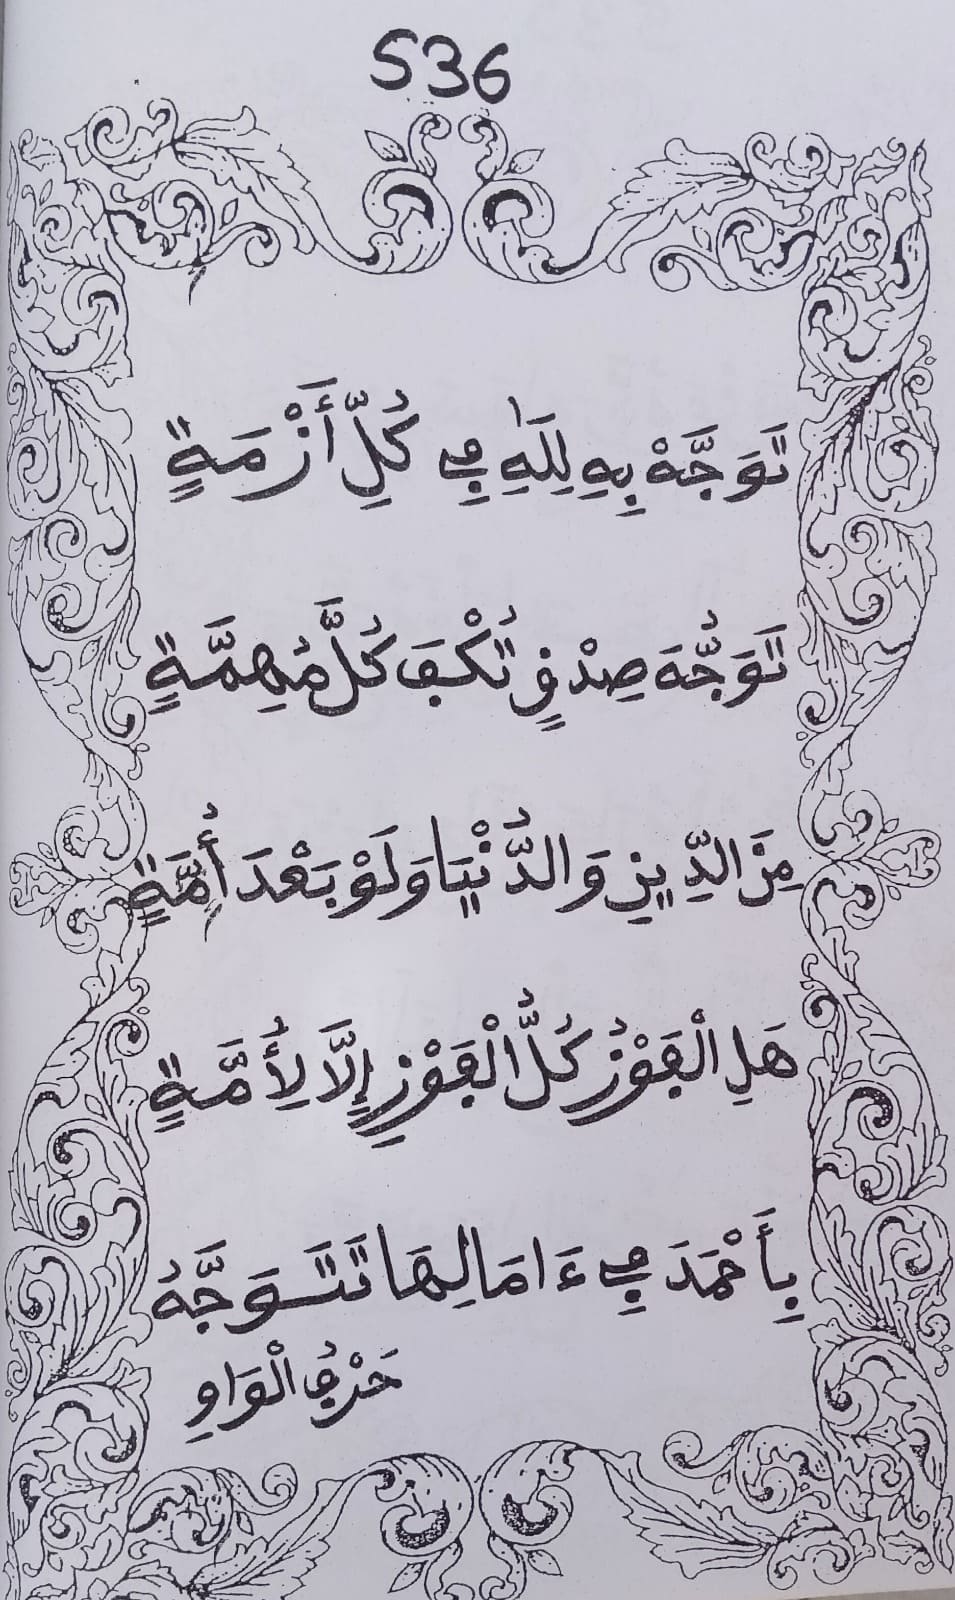 536
تَوَجَّهْ بِهِ لِلَهِ فِي كُلِّ أَزْمَةٍ
تَوَجُّهَ صِدْقٍ تُكْفَ كُلَّ مُهِمَّةٍ
مِنَ الدِّينِ وَالدُّنْيَا وَلَوْ بَعْدَ أُمَّةٍ
هَلِ الْفَوْزُ كُلُّ الْفَوْزِ إِلَّا لِأُمَّةٍ
بِأَحْمَدَ فِي ءَامَالِهَا تَتَوَجَّهُ
حَرْفُ الْوَاوِ